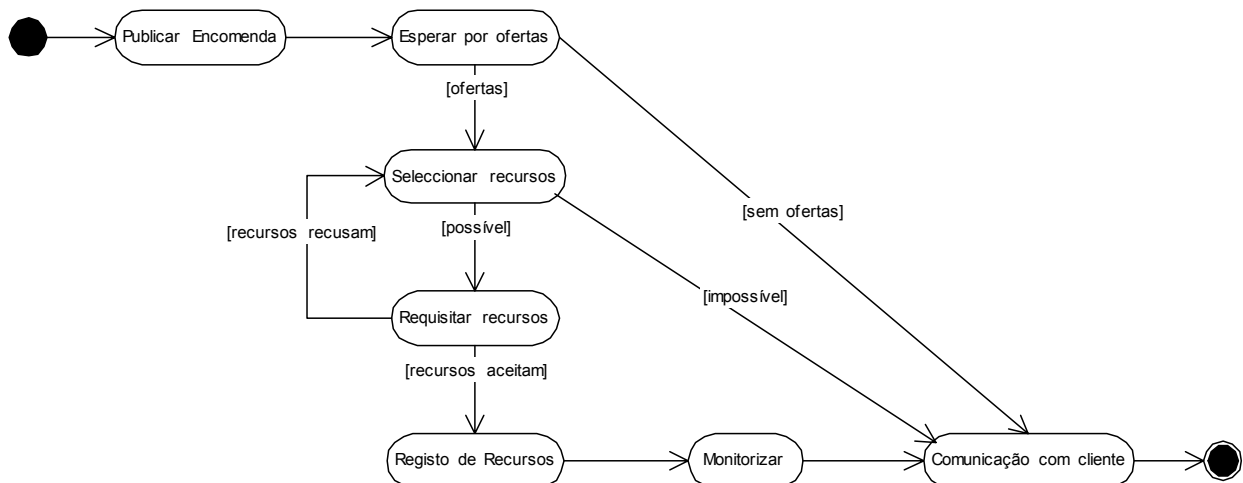 Publicar Encomenda
Esperar por ofertas
[ofertas]
Seleccionar recursos
[sem ofertas]
[recursos recusam]
[possível]
[impossível]
Requisitar recursos
[recursos aceitam]
Registo de Recursos
Monitorizar
Comunicação com cliente